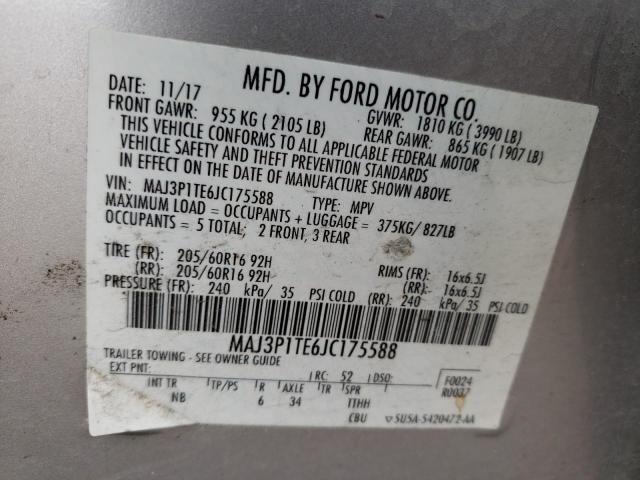 MFD. BY FORD MOTOR CO.
DATE: 11/17 GVWR: 1810 KG ( 3990 LB)
FRONT GAWR: 955 KG ( 2105 LB) REAR GAWR: 865 KG ( 1907 LB)
THIS VEHICLE CONFORMS TO ALL APPLICABLE FEDERAL MOTOR
VEHICLE SAFETY AND THEFT PREVENTION STANDARDS
IN EFFECT ON THE DATE OF MANUFACTURE SHOWN ABOVE.
VIN: MAJ3P1TE6JC175588 TYPE: MPV
MAXIMUM LOAD = OCCUPANTS + LUGGAGE = 375KG/ 827LB
OCCUPANTS = 5 TOTAL; 2 FRONT, 3 REAR
TIRE (FR): 205/60R16 92H RIMS (FR): 16x6.5J
(RR): 205/60R16 92H (RR): 16x6.5J
PRESSURE (FR): 240 kPa/ 35 PSI COLD (RR): 240 kPa/ 35 PSI COLD
MAJ3P1TE6JC175588
TRAILER TOWING - SEE OWNER GUIDE
EXT PNT: RC: 52 DSO: F0024
R0037
INT TR TP/PS R AXLE TR SPR
NB 6 34 TTHH
CBU 5U5A-5420472-AA